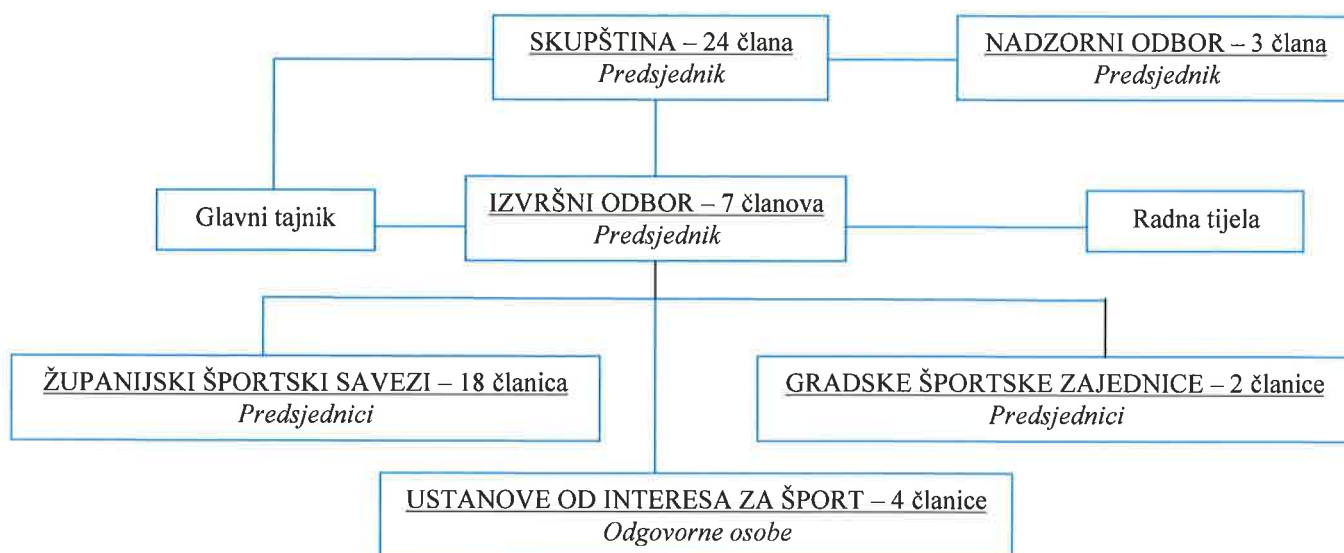 SKUPŠTINA – 24 člana
Predsjednik
NADZORNI ODBOR – 3 člana
Predsjednik
Glavni tajnik
IZVRŠNI ODBOR – 7 članova
Predsjednik
Radna tijela
ŽUPANIJSKI ŠPORTSKI SAVEZI – 18 članica
Predsjednici
GRADSKE ŠPORTSKE ZAJEDNICE – 2 članice
Predsjednici
USTANOVE OD INTERESA ZA ŠPORT – 4 članice
Odgovorne osobe